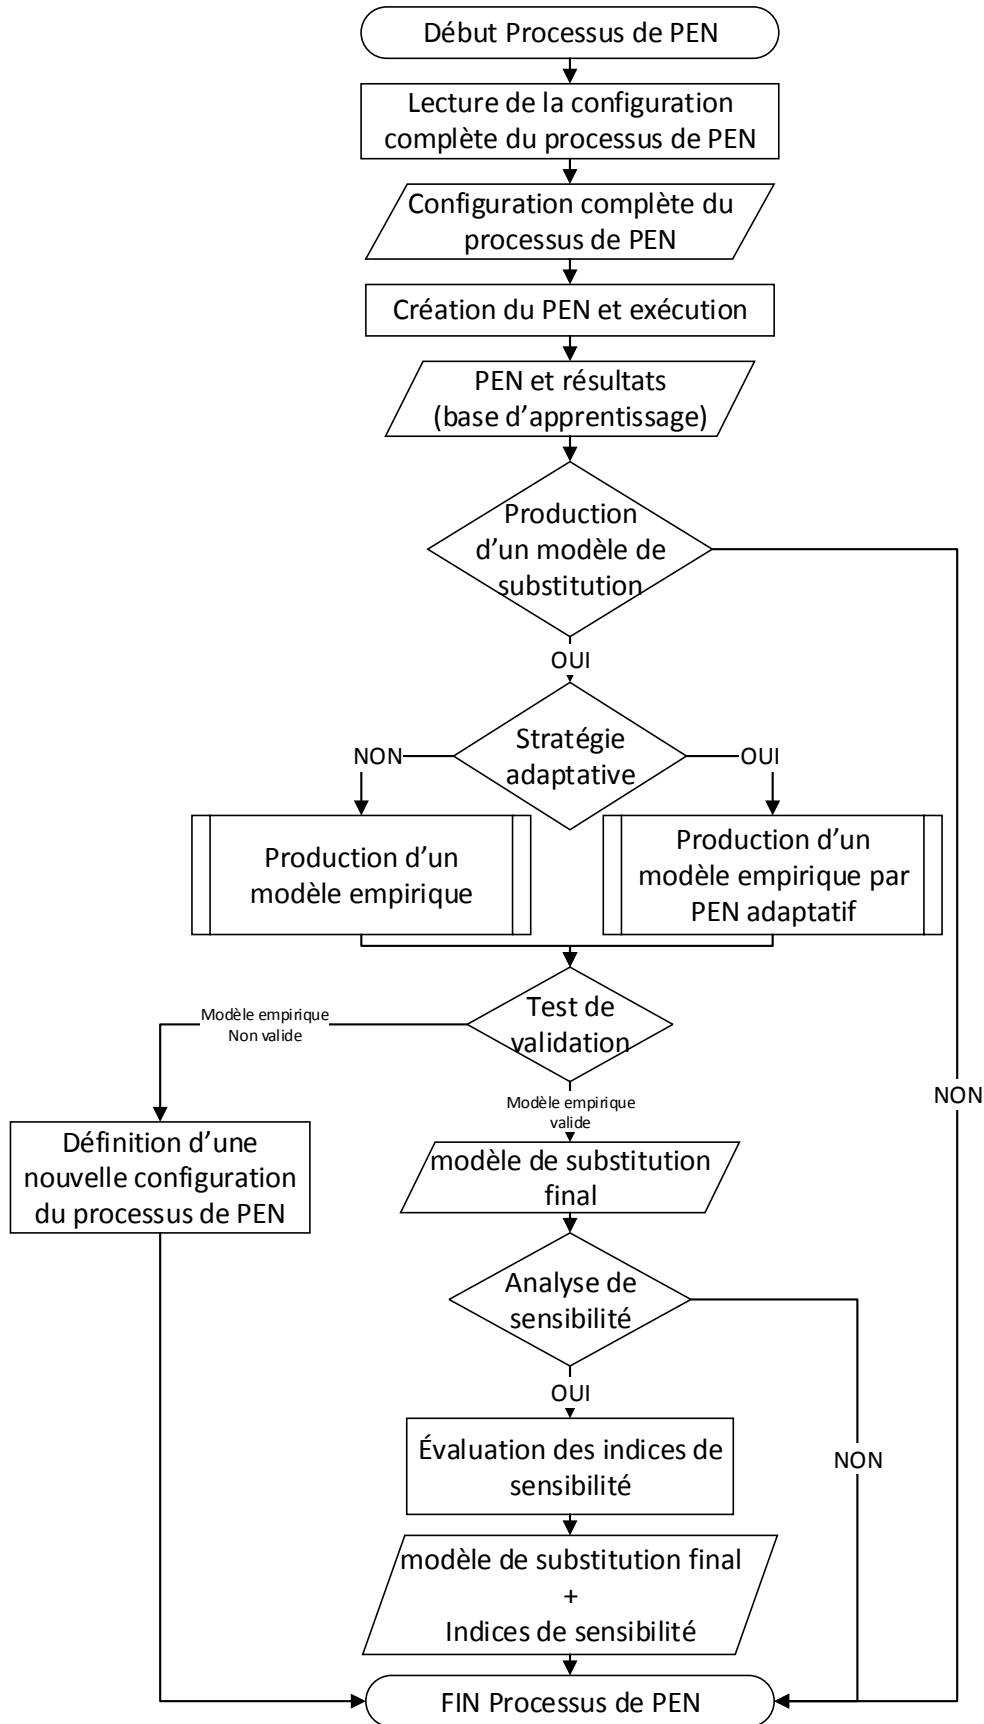 Début Processus de PEN
Lecture de la configuration
complète du processus de PEN
Configuration complète du
processus de PEN
Création du PEN et exécution
PEN et résultats
(base d'apprentissage)
Production
d'un modèle de
substitution
OUI
Stratégie
adaptative
NON
OUI
Production d'un
modèle empirique
Production d'un
modèle empirique par
PEN adaptatif
Test de
validation
Modèle empirique
Non valide
Modèle empirique
valide
NON
Définition d'une
nouvelle configuration
du processus de PEN
modèle de substitution
final
Analyse de
sensibilité
OUI
NON
Évaluation des indices de
sensibilité
modèle de substitution final
+
Indices de sensibilité
FIN Processus de PEN